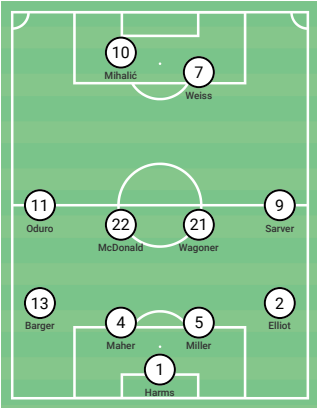 10
Mihalić
7
Weiss
11
Oduro
22
McDonald
21
Wagoner
9
Sarver
13
Barger
4
Maher
5
Miller
2
Elliot
1
Harms